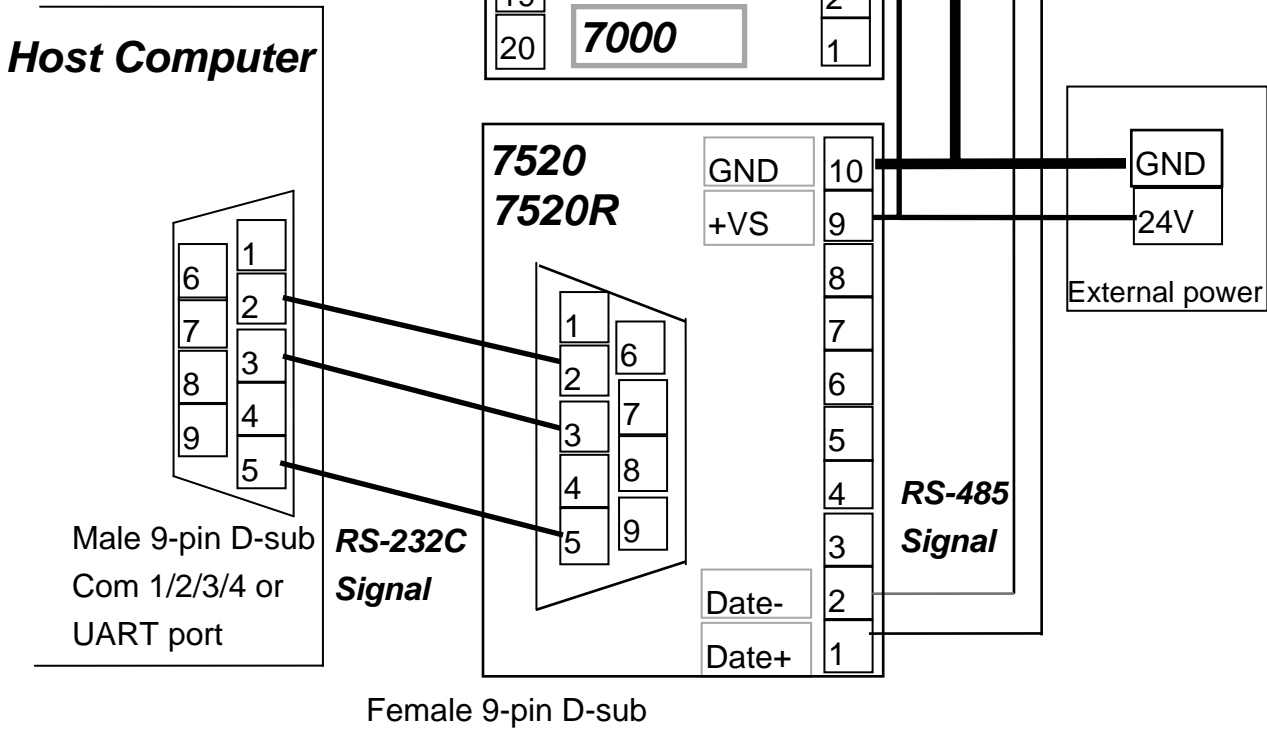 19
2
20
7000
1
Host Computer
7520
7520R
GND
10
+VS
9
8
7
6
5
4
3
Date-
2
Date+
1
GND
24V
External power
1
6
2
7
3
8
4
9
5
1
6
2
7
3
8
4
9
5
RS-485
Signal
Male 9-pin D-sub
Com 1/2/3/4 or
UART port
RS-232C
Signal
Female 9-pin D-sub